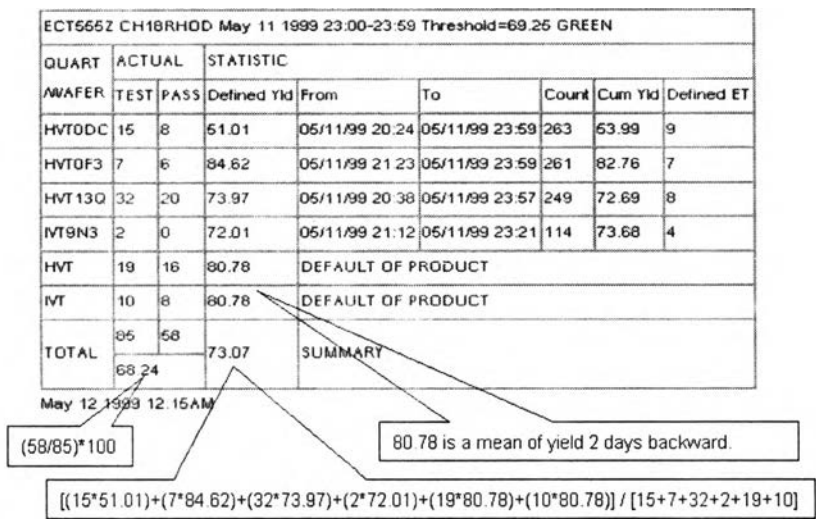 ECT555Z CH18RHOD May 11 1999 23:00-23:59 Threshold=69.25 GREEN
QUART ACTUAL STATISTIC
/WAFER TEST PASS Defined Yld From To Count Cum Yld Defined ET
HVT0DC 15 8 51.01 05/11/99 20:24 05/11/99 23:59 263 53.99 9
HVT0F3 7 6 84.62 05/11/99 21:23 05/11/99 23:59 261 82.76 7
HVT13Q 32 20 73.97 05/11/99 20:38 05/11/99 23:57 249 72.69 8
IVT9N3 2 0 72.01 05/11/99 21:12 05/11/99 23:21 114 73.68 4
HVT 19 16 80.78 DEFAULT OF PRODUCT
IVT 10 8 80.78 DEFAULT OF PRODUCT
85 58
TOTAL 73.07 SUMMARY
68.24
May 12 1999 12.15AM
(58/85)*100
80.78 is a mean of yield 2 days backward.
[(15*51.01)+(7*84.62)+(32*73.97)+(2*72.01)+(19*80.78)+(10*80.78)] / [15+7+32+2+19+10]